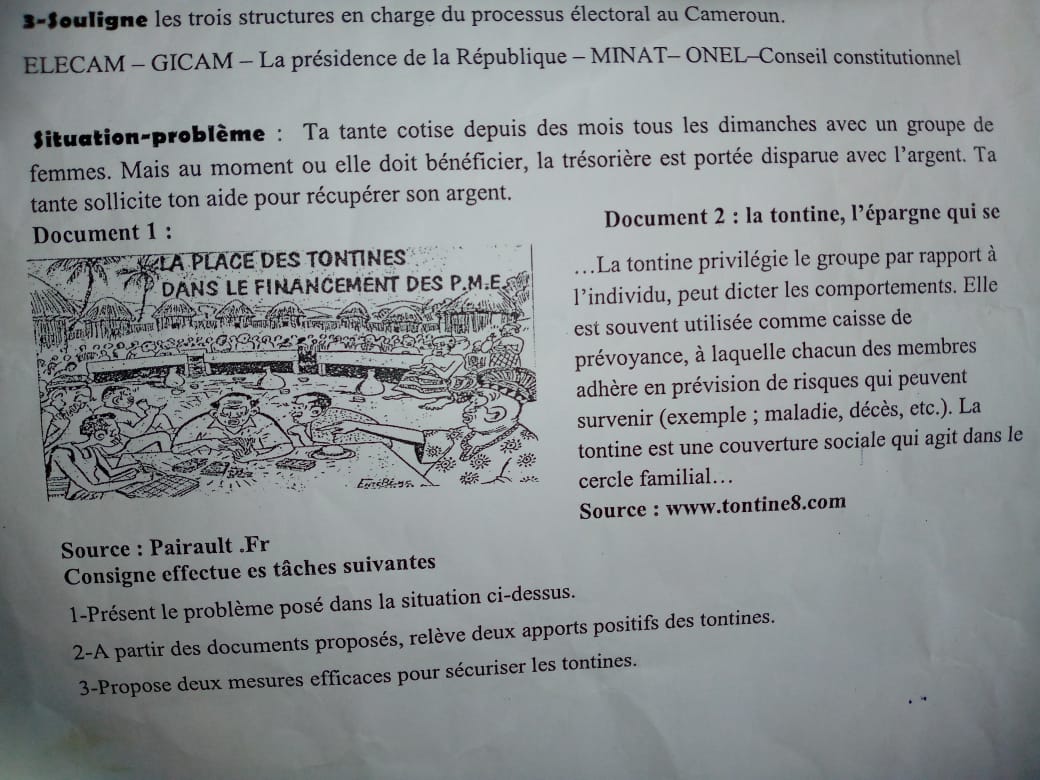 3-Souligne les trois structures en charge du processus électoral au Cameroun.
ELECAM – GICAM – La présidence de la République – MINAT– ONEL–Conseil constitutionnel
Situation-problème : Ta tante cotise depuis des mois tous les dimanches avec un groupe de
femmes. Mais au moment ou elle doit bénéficier, la trésorière est portée disparue avec l'argent. Ta
tante sollicite ton aide pour récupérer son argent.
Document 1 :
LA PLACE DES TONTINES
DANS LE FINANCEMENT DES P.M.E
Source : Pairault .Fr
Document 2 : la tontine, l'épargne qui se
…La tontine privilégie le groupe par rapport à
l'individu, peut dicter les comportements. Elle
est souvent utilisée comme caisse de
prévoyance, à laquelle chacun des membres
adhère en prévision de risques qui peuvent
survenir (exemple ; maladie, décès, etc.). La
tontine est une couverture sociale qui agit dans le
cercle familial…
Source : www.tontine8.com
Consigne effectue es tâches suivantes
1-Présent le problème posé dans la situation ci-dessus.
2-A partir des documents proposés, relève deux apports positifs des tontines.
3-Propose deux mesures efficaces pour sécuriser les tontines.